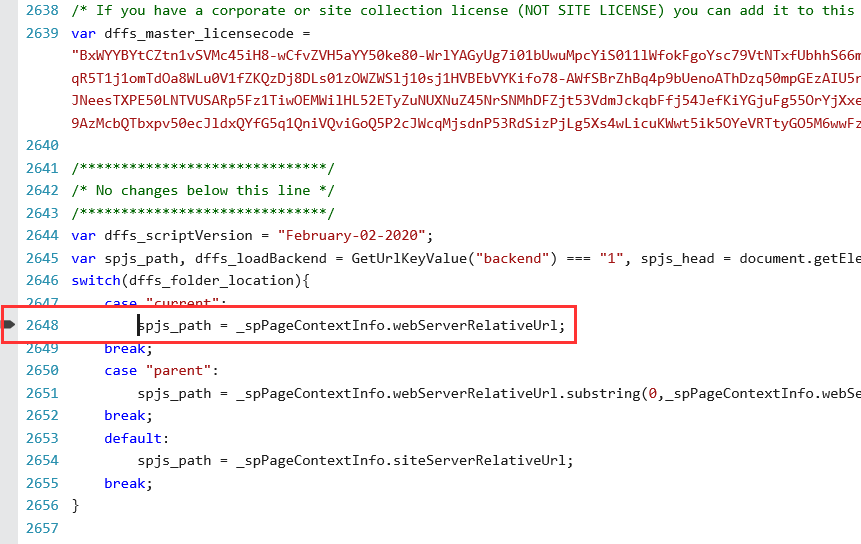 2638 /* If you have a corporate or site collection license (NOT SITE LICENSE) you can add it to this
2639 var dffs_masterlicensecode =
"BxWYYBYtCZtn1vSVMc45iH8-wCfvZVH5aYY50ke80-WrlYAGyUg7i01bUwuMpcYiS011lWfokFgoYsc79VtNTxfUbhhS66m
qR5T1j1omTdOa8WLu0V1fZKQzDj8DLs01zOWZWSlj10sj1HVBEbVYKifo78-AWfSBrZhBq4p9bUenoAThDzq50mpGEzAIU5r
JNeesTXPE50LNTVUSARp5Fz1TiwOEMWilHL52ETyZuNUXNuZ45NrSNMhDFZjt53VdmJckqbFfj54JefKiYGjuFg55OrYjXxe
9AzMcbQTbxpv50ecJldxQYfG5q1QniVQviGoQ5P2cJWcqMjsdnP53RdSizPjLg5Xs4wLicuKWwt5ik5OYeVRTtyGO5M6wwFz
2640
2641 /******************************/
2642 /* No changes below this line */
2643 /******************************/
2644 var dffs_scriptVersion = "February-02-2020";
2645 var spjs_path, dffs_loadBackend = GetUrlKeyValue("backend") === "1", spjs_head = document.getEle
2646 switch(dffs_folder_location){
2647 case "current":
2648 spjs_path = _spPageContextInfo.webServerRelativeUrl;
2649 break;
2650 case "parent":
2651 spjs_path = _spPageContextInfo.webServerRelativeUrl.substring(0,_spPageContextInfo.webSe
2652 break;
2653 default:
2654 spjs_path = _spPageContextInfo.siteServerRelativeUrl;
2655 break;
2656 }
2657